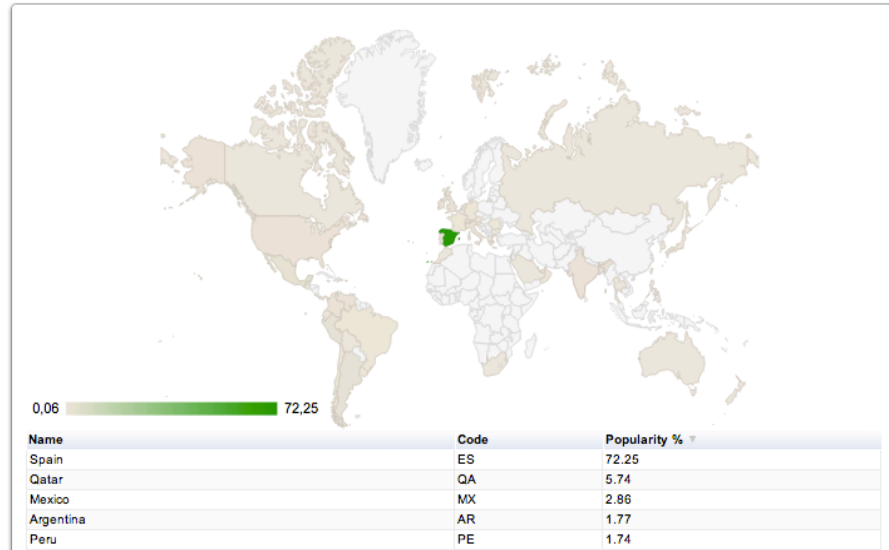 0,06 72,25
Name Code Popularity % ▼
Spain ES 72.25
Qatar QA 5.74
Mexico MX 2.86
Argentina AR 1.77
Peru PE 1.74